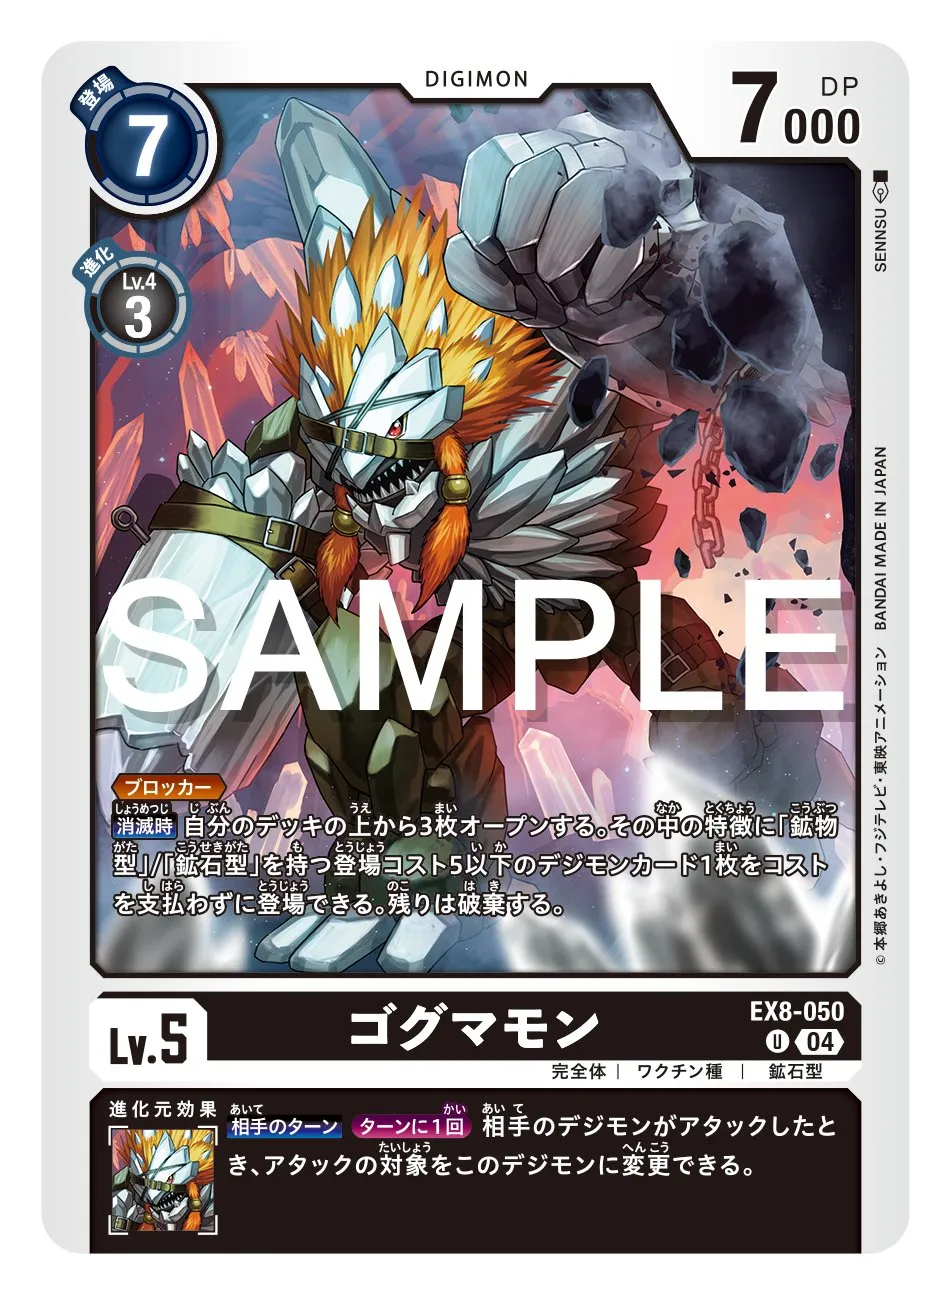 DIGIMON
登場
7
7000
DP
進化
Lv.4
3
SENNSU
SAMPLE
ブロッカー
消滅時 自分のデッキの上から3枚オープンする。その中の特徴に「鉱物
型」/「鉱石型」を持つ登場コスト5以下のデジモンカード1枚をコスト
を支払わずに登場できる。残りは破棄する。
©本郷あきよし・フジテレビ・東映アニメーション BANDAI MADE IN JAPAN
Lv.5
ゴグマモン
EX8-050
U 04
完全体 | ワクチン種 | 鉱石型
進化元効果
相手のターン ターンに1回 相手のデジモンがアタックしたと
き、アタックの対象をこのデジモンに変更できる。